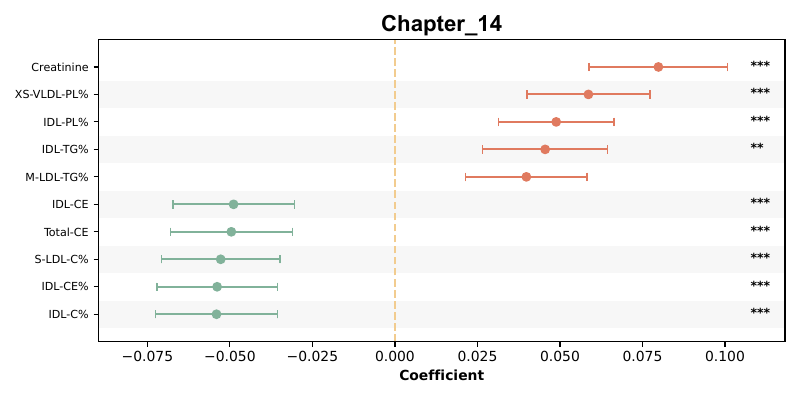 Chapter_14
Creatinine ***
XS-VLDL-PL% ***
IDL-PL% ***
IDL-TG% **
M-LDL-TG%
IDL-CE ***
Total-CE ***
S-LDL-C% ***
IDL-CE% ***
IDL-C% ***
−0.075 −0.050 −0.025 0.000 0.025 0.050 0.075 0.100
Coefficient